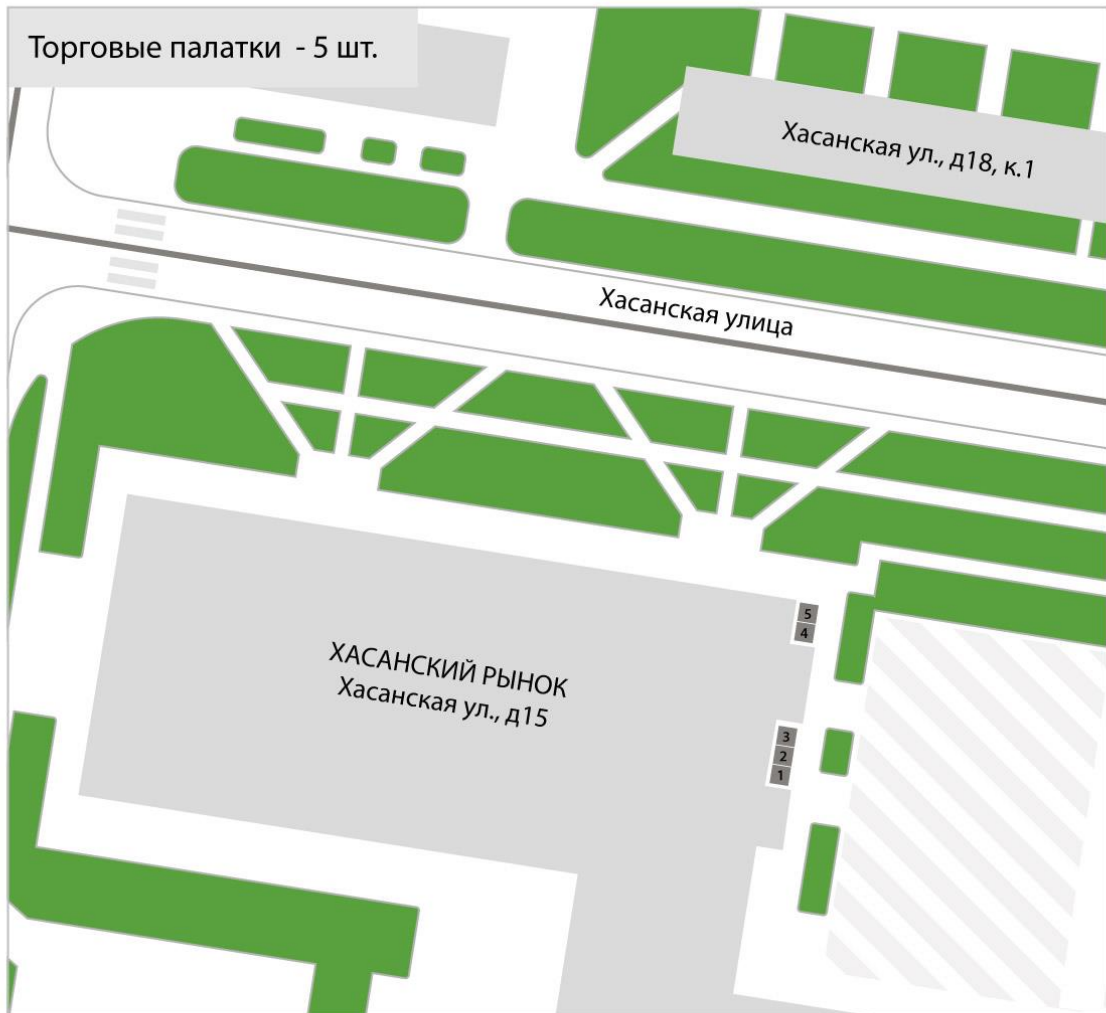 Торговые палатки - 5 шт.
Хасанская ул., д18, к.1
Хасанская улица
5
4
ХАСАНСКИЙ РЫНОК
Хасанская ул., д15
3
2
1